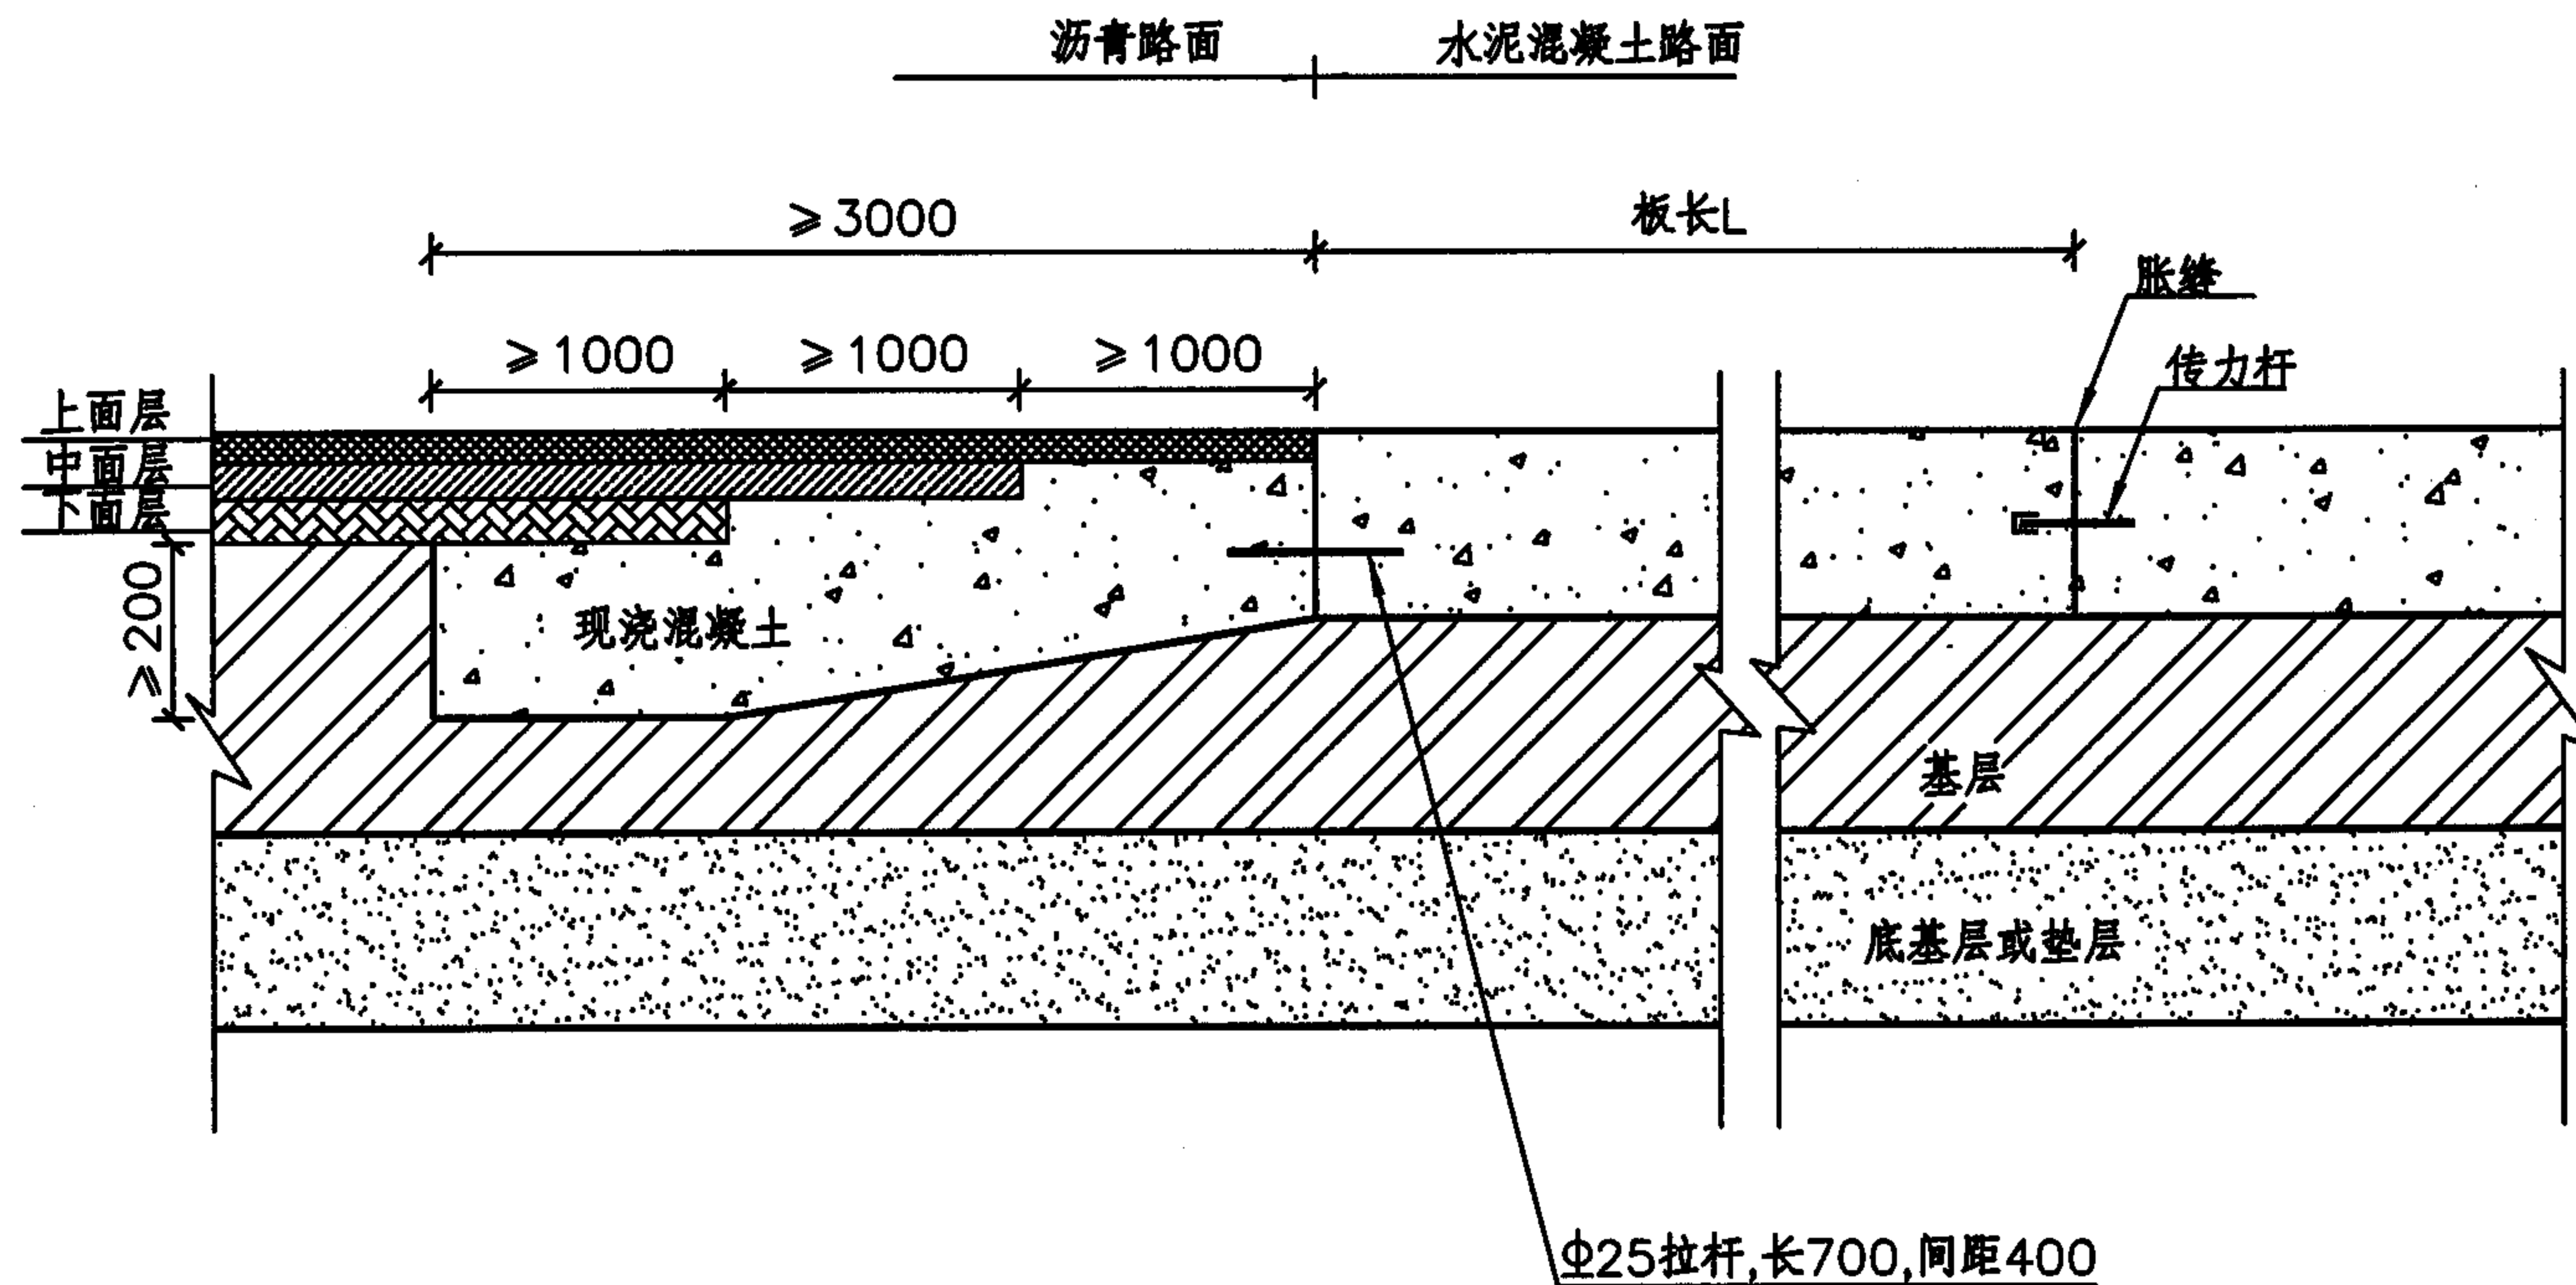 沥青路面 水泥混凝土路面
≥3000 板长L
胀缝
≥1000 ≥1000 ≥1000 传力杆
上面层
中面层
下面层
≥200
现浇混凝土
基层
底基层或垫层
Φ25拉杆,长700,间距400